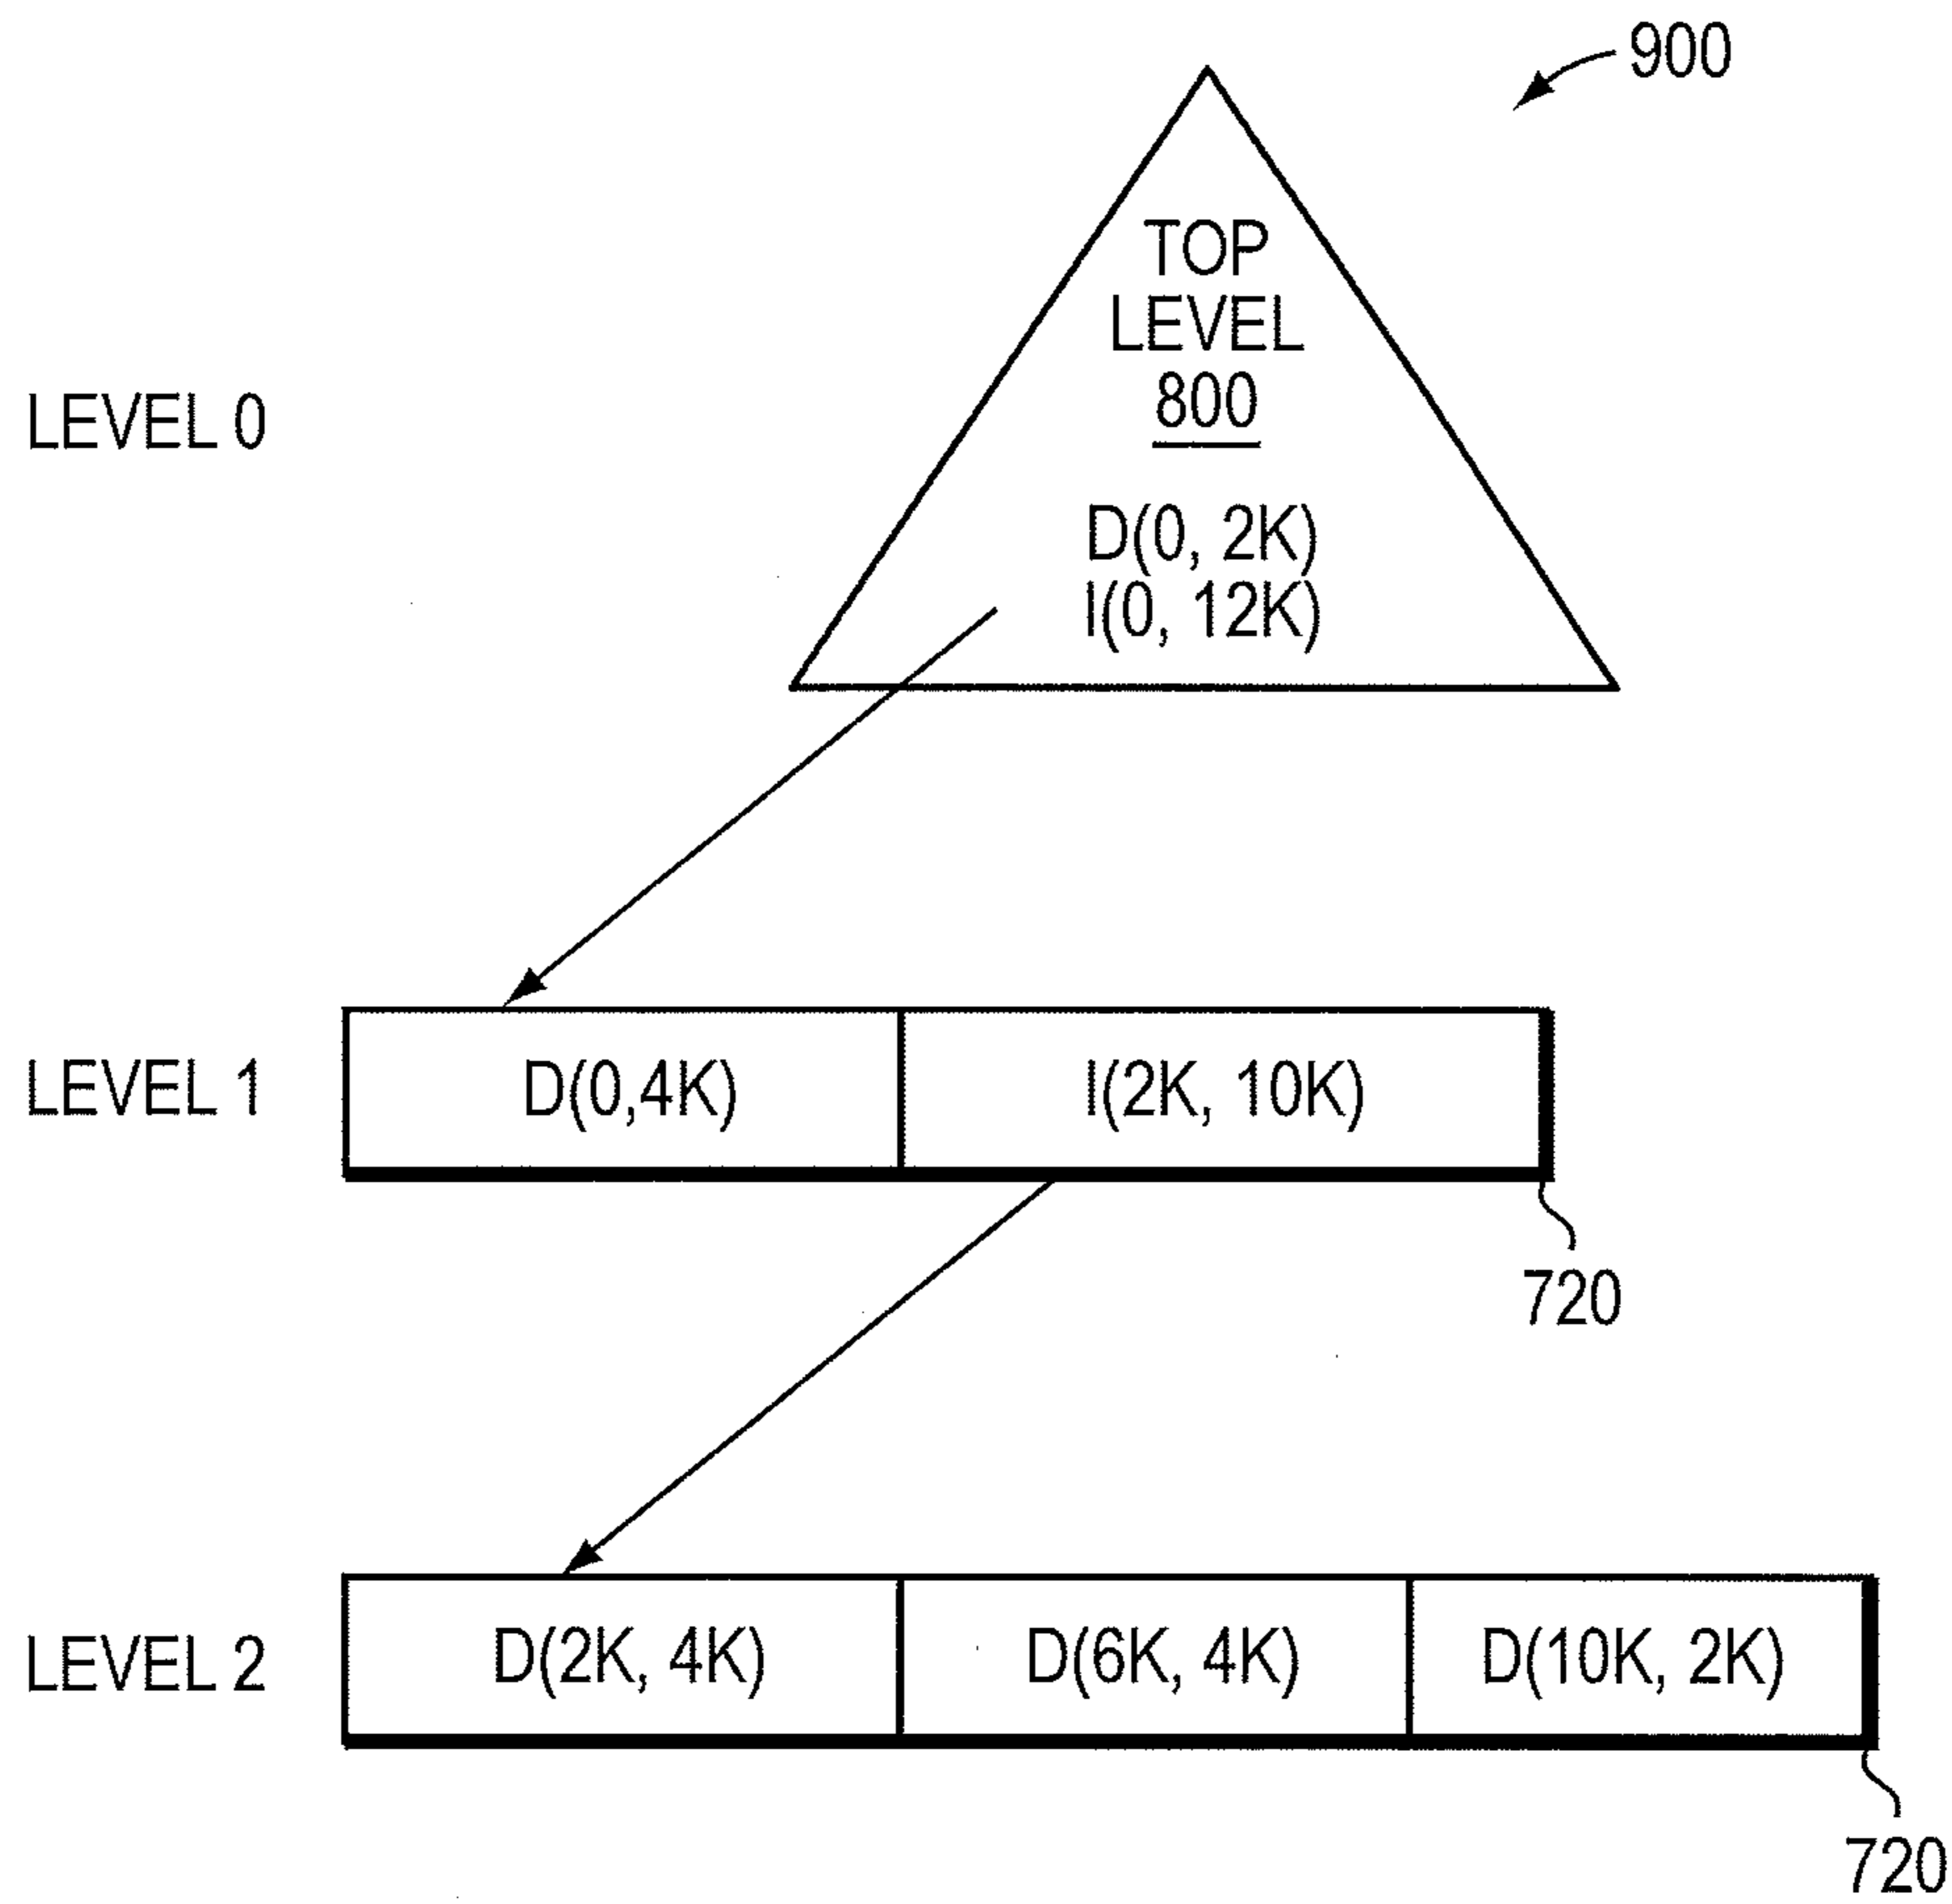 900
TOP
LEVEL
800
LEVEL 0
D(0, 2K)
I(0, 12K)
LEVEL 1
D(0,4K)
I(2K, 10K)
720
LEVEL 2
D(2K, 4K)
D(6K, 4K)
D(10K, 2K)
720